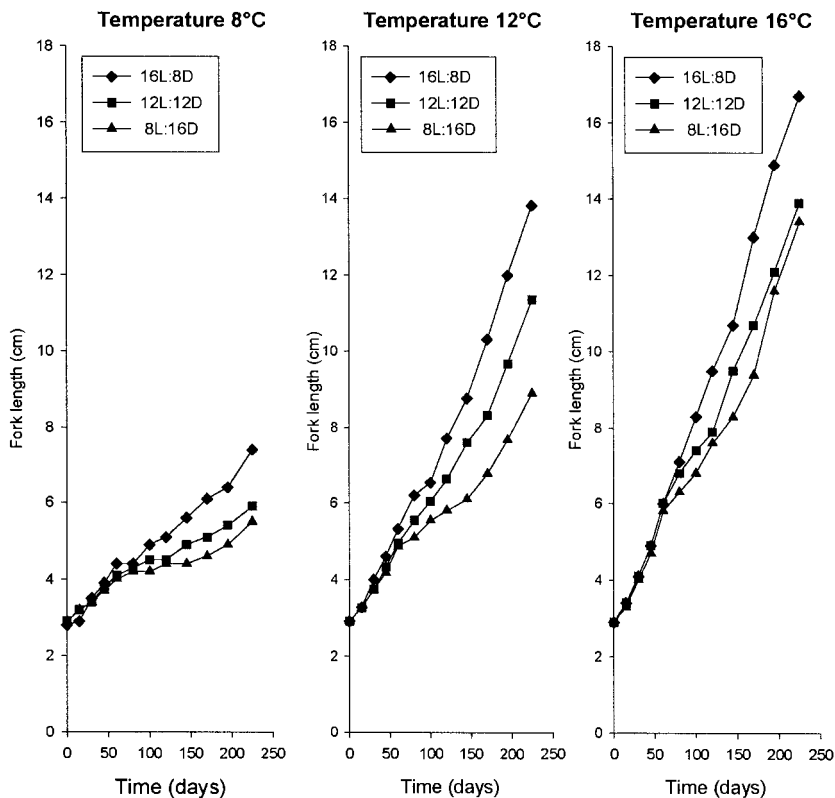 Temperature 8°C
18
16
14
12
10
8
6
4
2
0
Fork length (cm)
16L:8D
12L:12D
8L:16D
0 50 100 150 200 250
Time (days)
Temperature 12°C
18
16
14
12
10
8
6
4
2
0
Fork length (cm)
16L:8D
12L:12D
8L:16D
0 50 100 150 200 250
Time (days)
Temperature 16°C
18
16
14
12
10
8
6
4
2
0
Fork length (cm)
16L:8D
12L:12D
8L:16D
0 50 100 150 200 250
Time (days)